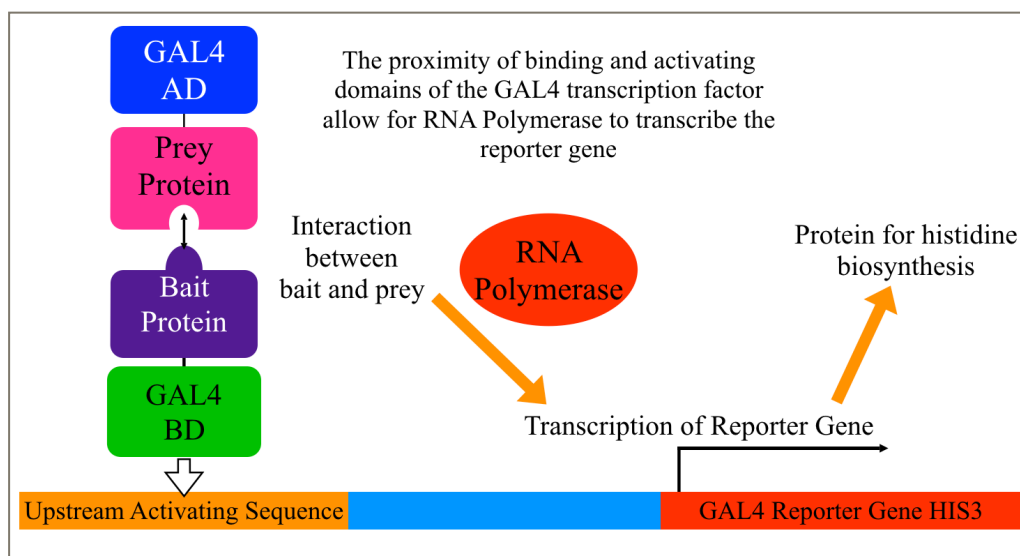 GAL4
AD
The proximity of binding and activating
domains of the GAL4 transcription factor
allow for RNA Polymerase to transcribe the
reporter gene
Prey
Protein
Interaction
between
bait and prey
RNA
Polymerase
Protein for histidine
biosynthesis
Bait
Protein
GAL4
BD
Transcription of Reporter Gene
Upstream Activating Sequence
GAL4 Reporter Gene HIS3